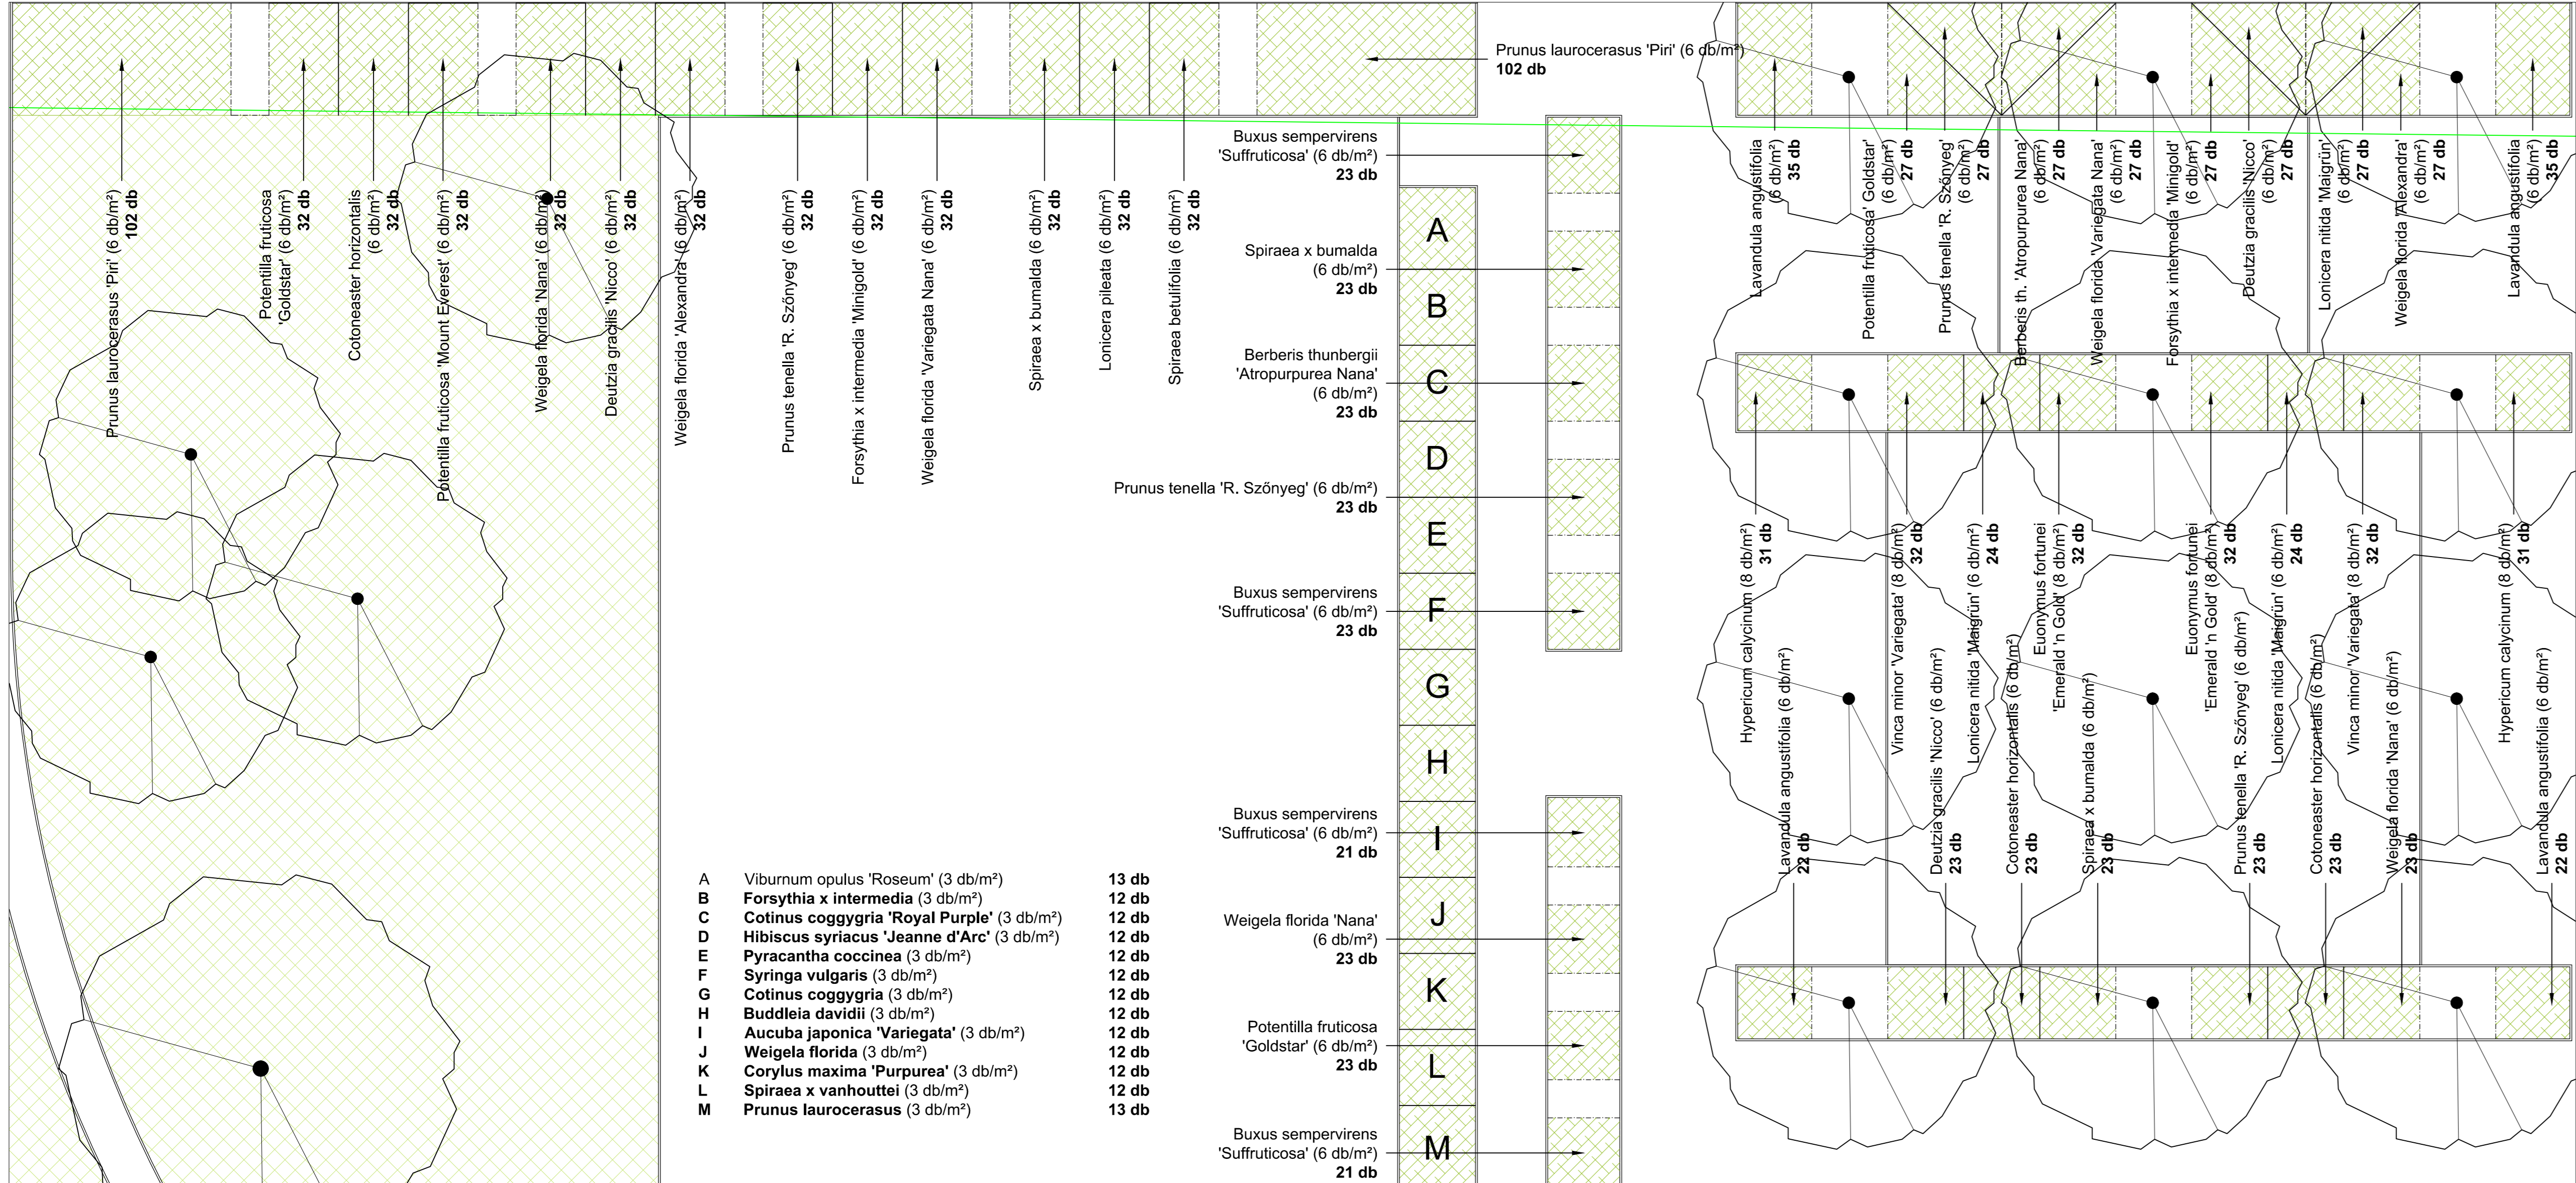 Prunus laurocerasus 'Piri' (6 db/m²)
102 db
Potentilla fruticosa
'Goldstar' (6 db/m²)
32 db
Cotoneaster horizontalis
(6 db/m²)
32 db
Potentilla fruticosa 'Mount Everest' (6 db/m²)
32 db
Weigela florida 'Nana' (6 db/m²)
32 db
Deutzia gracilis 'Nicco' (6 db/m²)
32 db
Weigela florida 'Alexandra' (6 db/m²)
32 db
Prunus tenella 'R. Szőnyeg' (6 db/m²)
32 db
Forsythia x intermedia 'Minigold' (6 db/m²)
32 db
Weigela florida 'Variegata Nana' (6 db/m²)
32 db
Spiraea x bumalda (6 db/m²)
32 db
Lonicera pileata (6 db/m²)
32 db
Spiraea betulifolia (6 db/m²)
32 db
Prunus laurocerasus 'Piri' (6 db/m²)
102 db
Buxus sempervirens
'Suffruticosa' (6 db/m²)
23 db
Spiraea x bumalda
(6 db/m²)
23 db
Berberis thunbergii
'Atropurpurea Nana'
(6 db/m²)
23 db
Prunus tenella 'R. Szőnyeg' (6 db/m²)
23 db
Buxus sempervirens
'Suffruticosa' (6 db/m²)
23 db
Buxus sempervirens
'Suffruticosa' (6 db/m²)
21 db
Weigela florida 'Nana'
(6 db/m²)
23 db
Potentilla fruticosa
'Goldstar' (6 db/m²)
23 db
Buxus sempervirens
'Suffruticosa' (6 db/m²)
21 db
A
B
C
D
E
F
G
H
I
J
K
L
M
A Viburnum opulus 'Roseum' (3 db/m²) 13 db
B Forsythia x intermedia (3 db/m²) 12 db
C Cotinus coggygria 'Royal Purple' (3 db/m²) 12 db
D Hibiscus syriacus 'Jeanne d'Arc' (3 db/m²) 12 db
E Pyracantha coccinea (3 db/m²) 12 db
F Syringa vulgaris (3 db/m²) 12 db
G Cotinus coggygria (3 db/m²) 12 db
H Buddleia davidii (3 db/m²) 12 db
I Aucuba japonica 'Variegata' (3 db/m²) 12 db
J Weigela florida (3 db/m²) 12 db
K Corylus maxima 'Purpurea' (3 db/m²) 12 db
L Spiraea x vanhouttei (3 db/m²) 12 db
M Prunus laurocerasus (3 db/m²) 13 db
Lavandula angustifolia
(6 db/m²)
35 db
Potentilla fruticosa' Goldstar'
(6 db/m²)
27 db
Prunus tenella 'R. Szőnyeg'
(6 db/m²)
27 db
Berberis th. 'Atropurpurea Nana'
(6 db/m²)
27 db
Weigela florida 'Variegata Nana'
(6 db/m²)
27 db
Forsythia x intermedia 'Minigold'
(6 db/m²)
27 db
Deutzia gracilis 'Nicco'
(6 db/m²)
27 db
Lonicera nitida 'Maigrün'
(6 db/m²)
27 db
Weigela florida 'Alexandra'
(6 db/m²)
27 db
Lavandula angustifolia
(6 db/m²)
35 db
Hypericum calycinum (8 db/m²)
31 db
Vinca minor 'Variegata' (8 db/m²)
32 db
Lonicera nitida 'Maigrün' (6 db/m²)
24 db
Euonymus fortunei
'Emerald 'n Gold' (8 db/m²)
32 db
Euonymus fortunei
'Emerald 'n Gold' (8 db/m²)
32 db
Lonicera nitida 'Maigrün' (6 db/m²)
24 db
Vinca minor 'Variegata' (8 db/m²)
32 db
Hypericum calycinum (8 db/m²)
31 db
Lavandula angustifolia (6 db/m²)
22 db
Deutzia gracilis 'Nicco' (6 db/m²)
23 db
Cotoneaster horizontalis (6 db/m²)
23 db
Spiraea x bumalda (6 db/m²)
23 db
Prunus tenella 'R. Szőnyeg' (6 db/m²)
23 db
Cotoneaster horizontalis (6 db/m²)
23 db
Weigela florida 'Nana' (6 db/m²)
23 db
Lavandula angustifolia (6 db/m²)
22 db